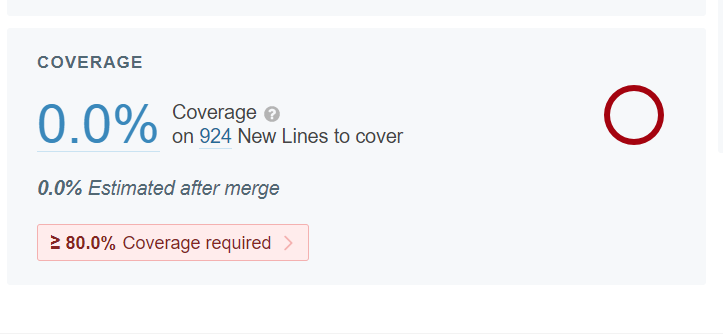 COVERAGE
0.0% Coverage ?
on 924 New Lines to cover
0.0% Estimated after merge
≥ 80.0% Coverage required